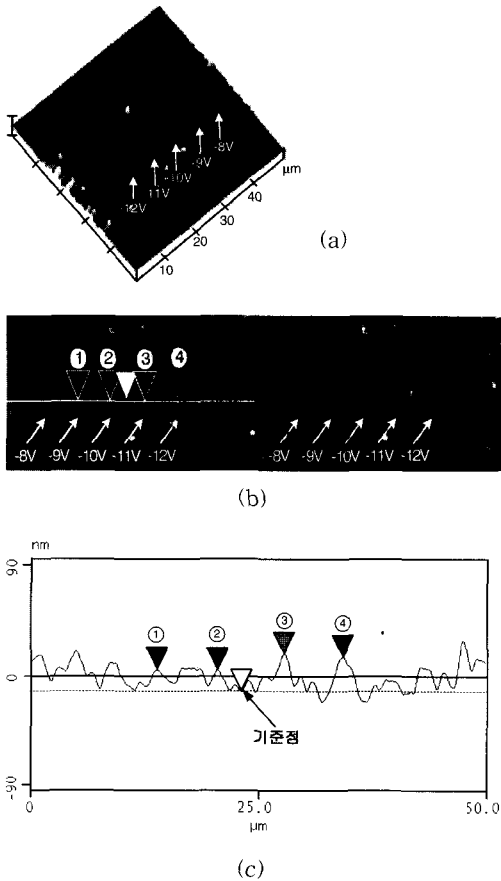 -8V
-9V
-10V
11V
-12V
μm
10
20
30
40
(a)
① ② ③ 4
-8V -9V -10V -11V -12V
-8V -9V -10V -11V -12V
(b)
nm
90
0
-90
① ② ③ ④
기준점
0 25.0 50.0
μm
(c)